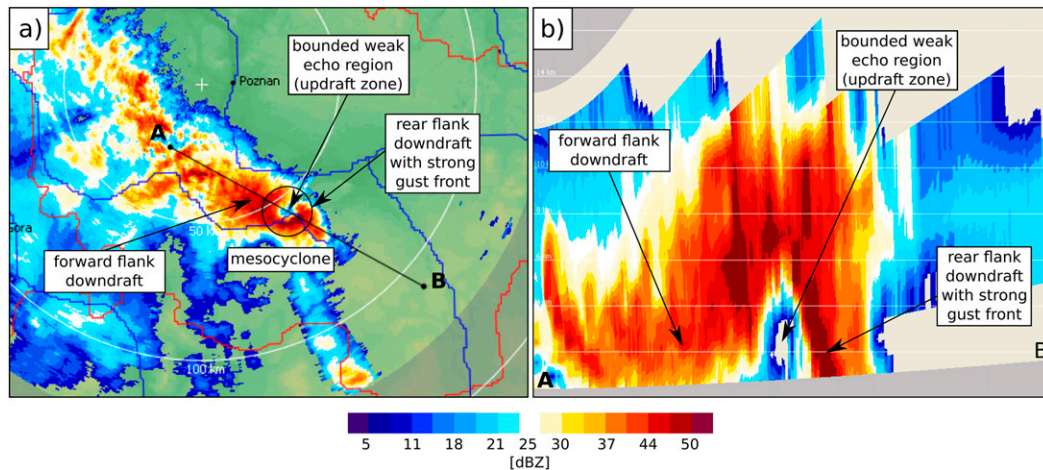 a)
bounded weak
echo region
(updraft zone)
Poznan
A
rear flank
downdraft
with strong
gust front
50 km
forward flank
downdraft
mesocyclone
B
100 km
b)
bounded weak
echo region
(updraft zone)
14 km
forward flank
downdraft
rear flank
downdraft
with strong
gust front
A
B
5 11 18 21 25 30 37 44 50
[dBZ]